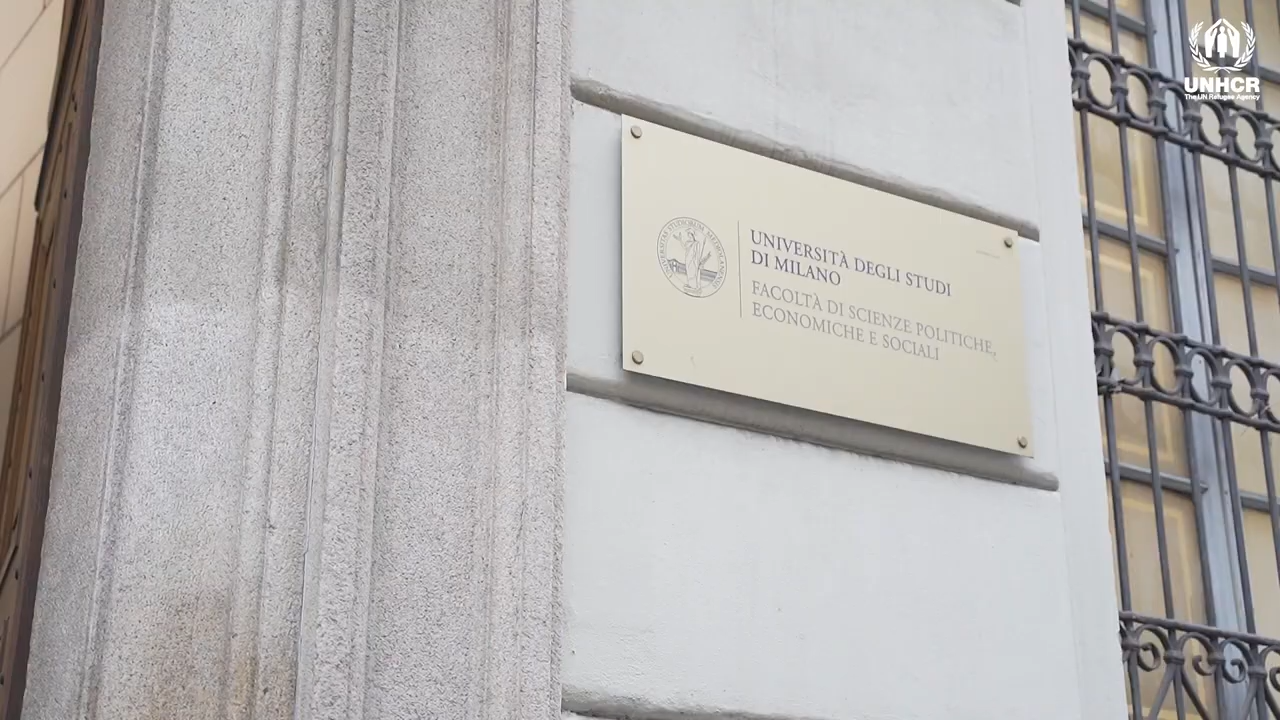 UNHCR
The UN Refugee Agency
UNIVERSITÀ DEGLI STUDI
DI MILANO
FACOLTÀ DI SCIENZE POLITICHE,
ECONOMICHE E SOCIALI